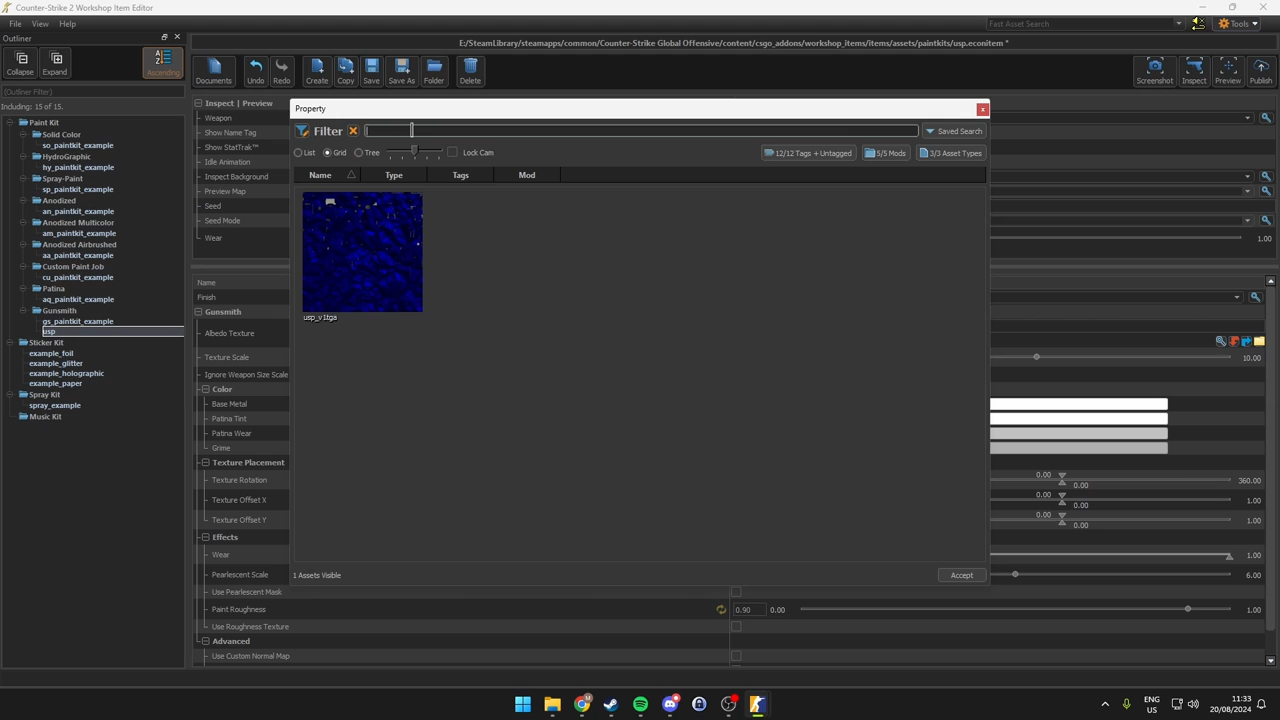 Counter-Strike 2 Workshop Item Editor
File View Help
Fast Asset Search
Tools
Outliner
E:/SteamLibrary/steamapps/common/Counter-Strike Global Offensive/content/csgo_addons/workshop_items/items/assets/paintkits/usp.econitem *
Collapse Expand Ascending
Documents Undo Redo Create Copy Save Save As Folder Delete Screenshot Inspect Preview Publish
(Outliner Filter)
Including: 15 of 15.
Paint Kit
Solid Color
so_paintkit_example
HydroGraphic
hy_paintkit_example
Spray-Paint
sp_paintkit_example
Anodized
an_paintkit_example
Anodized Multicolor
am_paintkit_example
Anodized Airbrushed
aa_paintkit_example
Custom Paint Job
cu_paintkit_example
Patina
aq_paintkit_example
Gunsmith
gs_paintkit_example
usp
Sticker Kit
example_foil
example_glitter
example_holographic
example_paper
Spray Kit
spray_example
Music Kit
Inspect | Preview
Weapon
Show Name Tag
Show StatTrak™
Idle Animation
Inspect Background
Preview Map
Seed
Seed Mode
Wear
1.00
Property
x
Filter
Saved Search
List Grid Tree Lock Cam
12/12 Tags + Untagged 5/5 Mods 3/3 Asset Types
Name Type Tags Mod
usp_v1tga
1 Assets Visible
Accept
Name
Finish
Gunsmith
Albedo Texture
Texture Scale
10.00
Ignore Weapon Size Scale
Color
Base Metal
Patina Tint
Patina Wear
Grime
Texture Placement
Texture Rotation
0.00 0.00 360.00
Texture Offset X
0.00 0.00 1.00
Texture Offset Y
0.00 0.00 1.00
Effects
Wear
1.00
Pearlescent Scale
6.00
Use Pearlescent Mask
Paint Roughness
0.90 0.00 1.00
Use Roughness Texture
Advanced
Use Custom Normal Map
ENG
US
11:33
20/08/2024